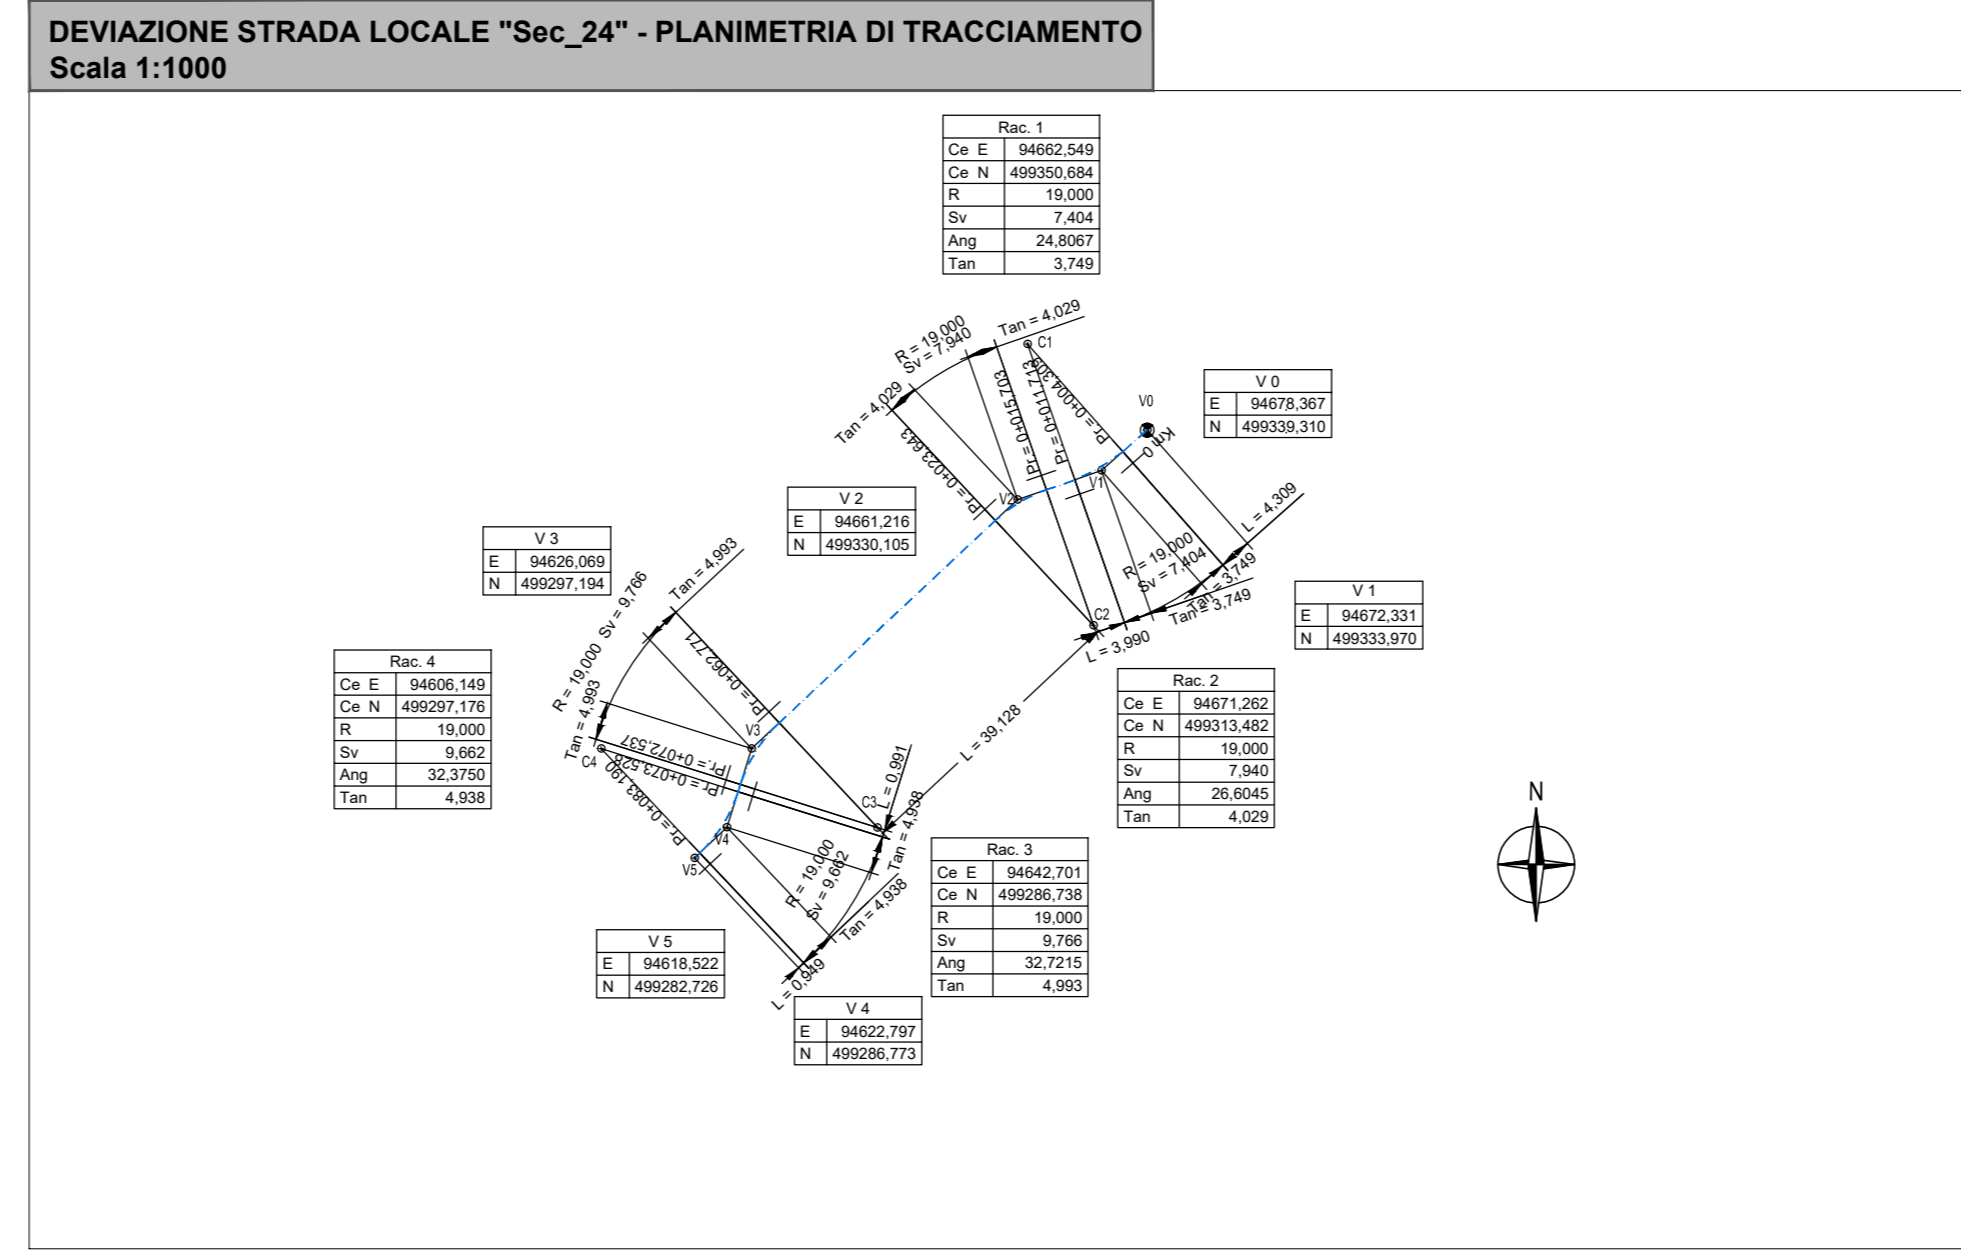 DEVIAZIONE STRADA LOCALE "Sec_24" - PLANIMETRIA DI TRACCIAMENTO
Scala 1:1000
Rac. 1
Ce E 94662,549
Ce N 499350,684
R 19,000
Sv 7,404
Ang 24,8067
Tan 3,749
R = 19,000
Sv = 7,940
Tan = 4,029
C1
Tan = 4,029
Pr.= 0+015,703
Pr.= 0+011,713
Pr.= 0+004,309
Pr.= 0+023,643
V0
Km 0
V 0
E 94678,367
N 499339,310
V1
V2
V 2
E 94661,216
N 499330,105
L = 4,309
R = 19,000
Sv = 7,404
Tan = 3,749
Tan = 3,749
L = 3,990
C2
V 1
E 94672,331
N 499333,970
V 3
E 94626,069
N 499297,194
Tan = 4,993
R = 19,000 Sv = 9,766
Tan = 4,993
Pr.= 0+062,771
Rac. 4
Ce E 94606,149
Ce N 499297,176
R 19,000
Sv 9,662
Ang 32,3750
Tan 4,938
Rac. 2
Ce E 94671,262
Ce N 499313,482
R 19,000
Sv 7,940
Ang 26,6045
Tan 4,029
L = 39,128
V3
C4
Pr.= 0+072,537
Pr.= 0+073,528
Pr.= 0+083,190
C3
L = 0,991
Tan = 4,938
V4
V5
R = 19,000
Sv = 9,662
Tan = 4,938
L = 0,949
Rac. 3
Ce E 94642,701
Ce N 499286,738
R 19,000
Sv 9,766
Ang 32,7215
Tan 4,993
N
V 5
E 94618,522
N 499282,726
V 4
E 94622,797
N 499286,773